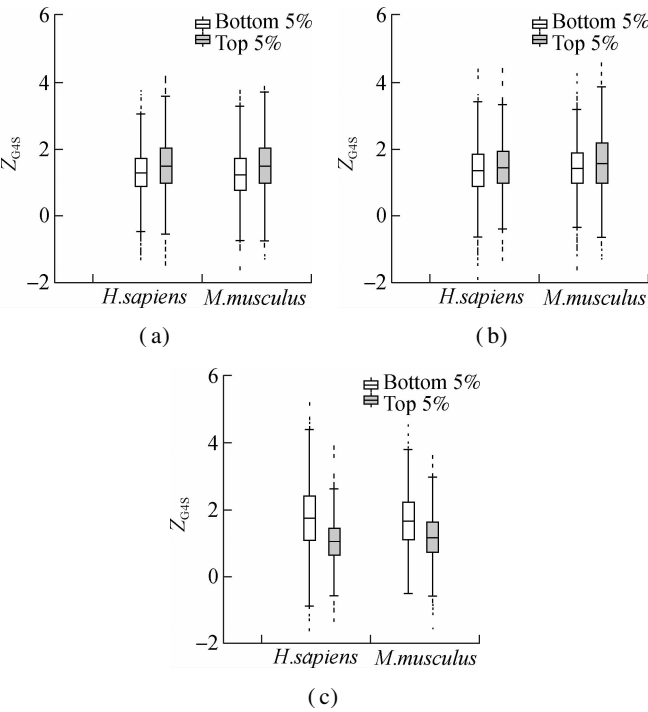 6
4
2
0
−2
Z_G4S
Bottom 5%
Top 5%
H.sapiens M.musculus
(a)
6
4
2
0
−2
Z_G4S
Bottom 5%
Top 5%
H.sapiens M.musculus
(b)
6
4
2
0
−2
Z_G4S
Bottom 5%
Top 5%
H.sapiens M.musculus
(c)